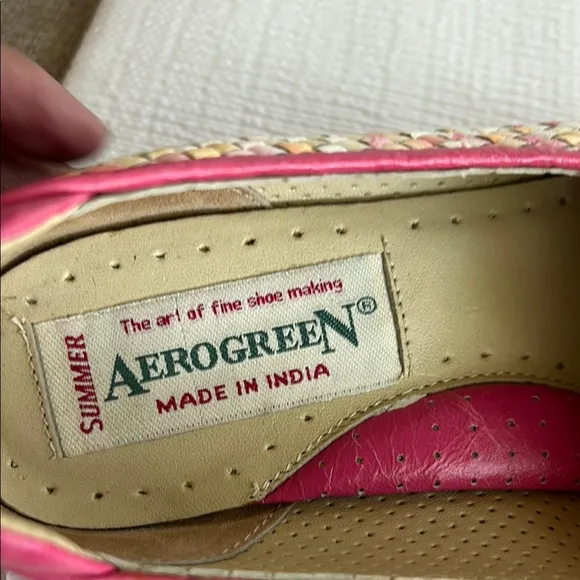 SUMMER
The art of fine shoe making
AEROGREEN®
MADE IN INDIA